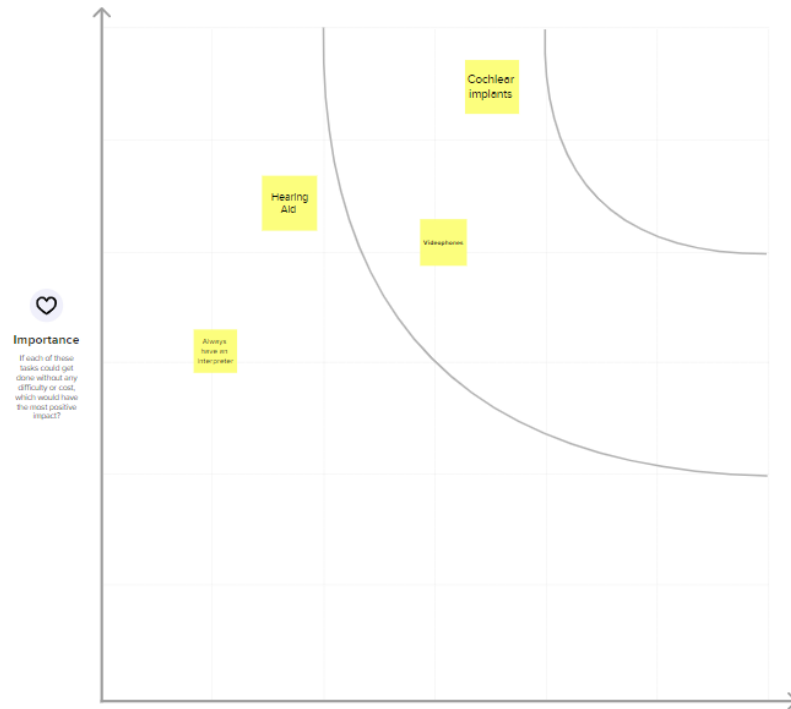 Cochlear
implants
Hearing
Aid
Videophones
Always
have an
interpreter
Importance
If each of these
tasks could get
done without any
difficulty or cost,
which would have
the most positive
impact?